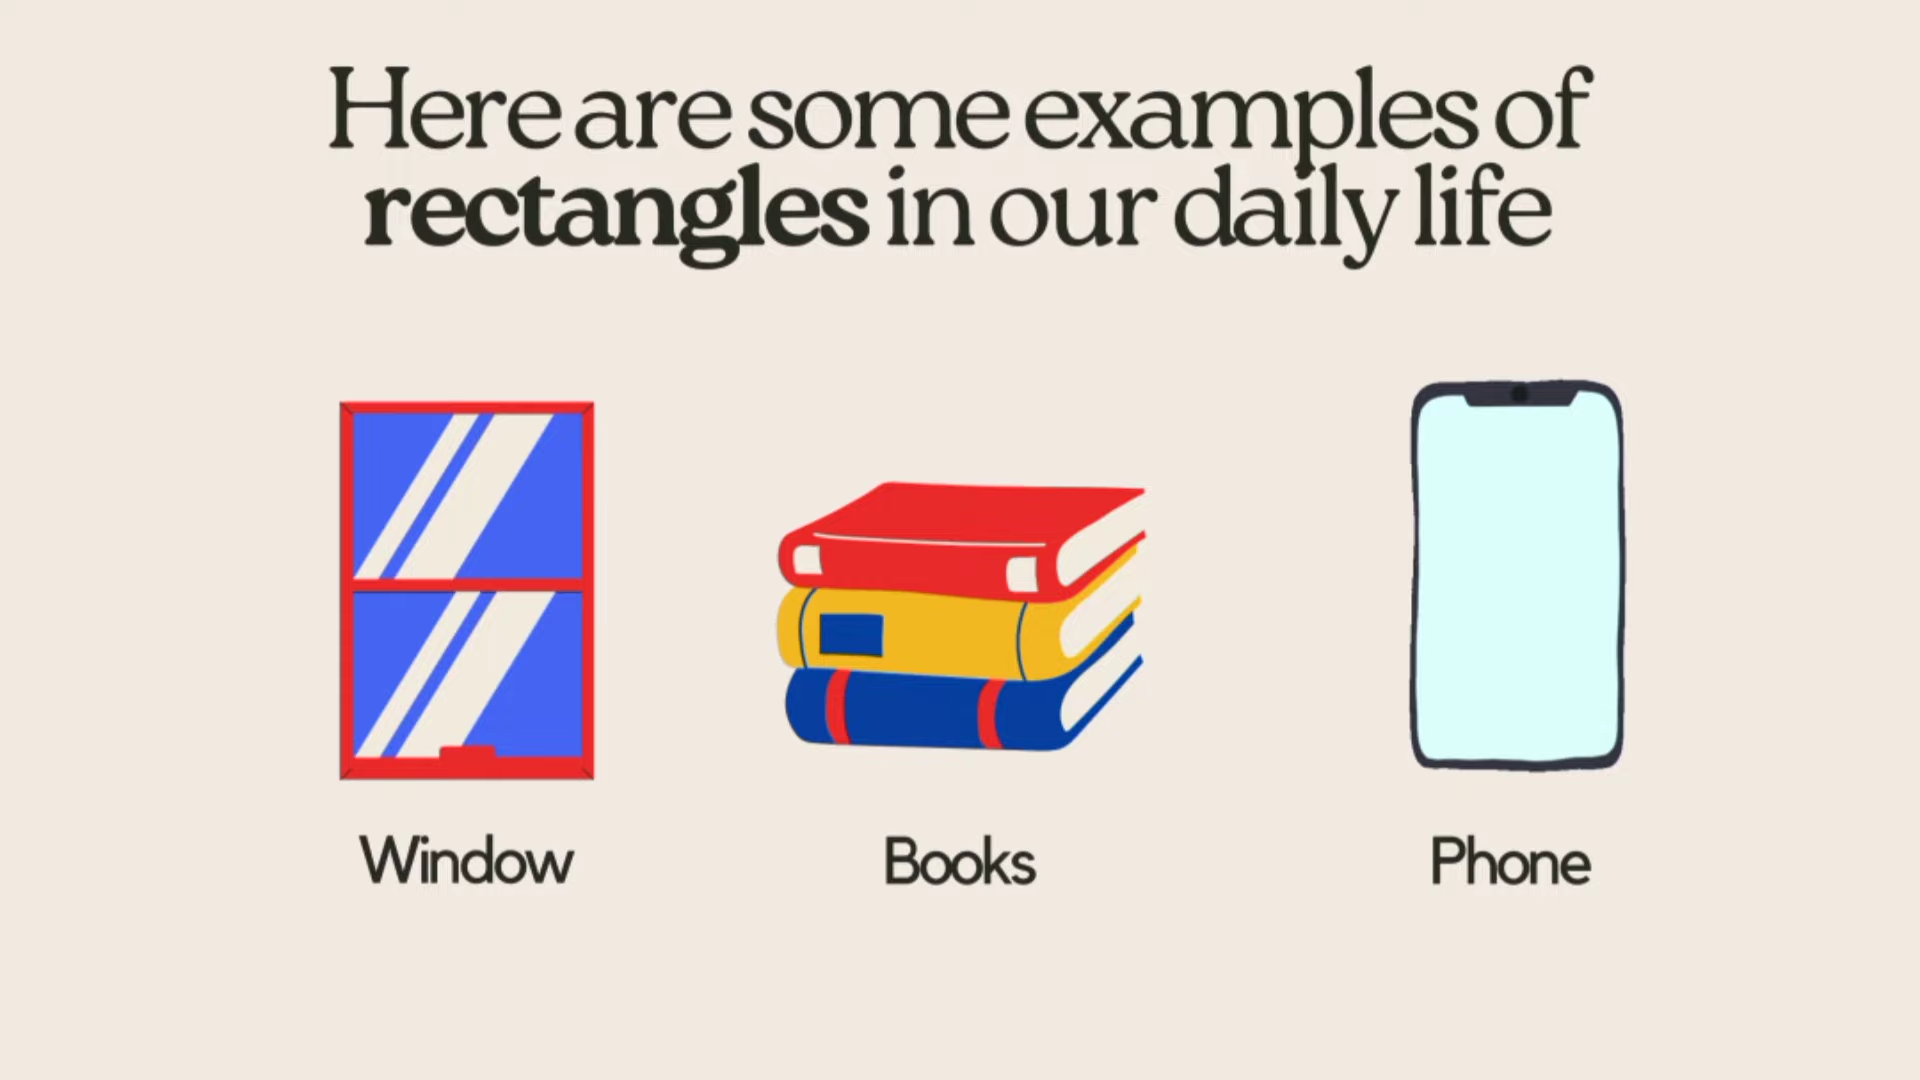 Here are some examples of
rectangles in our daily life
Window
Books
Phone